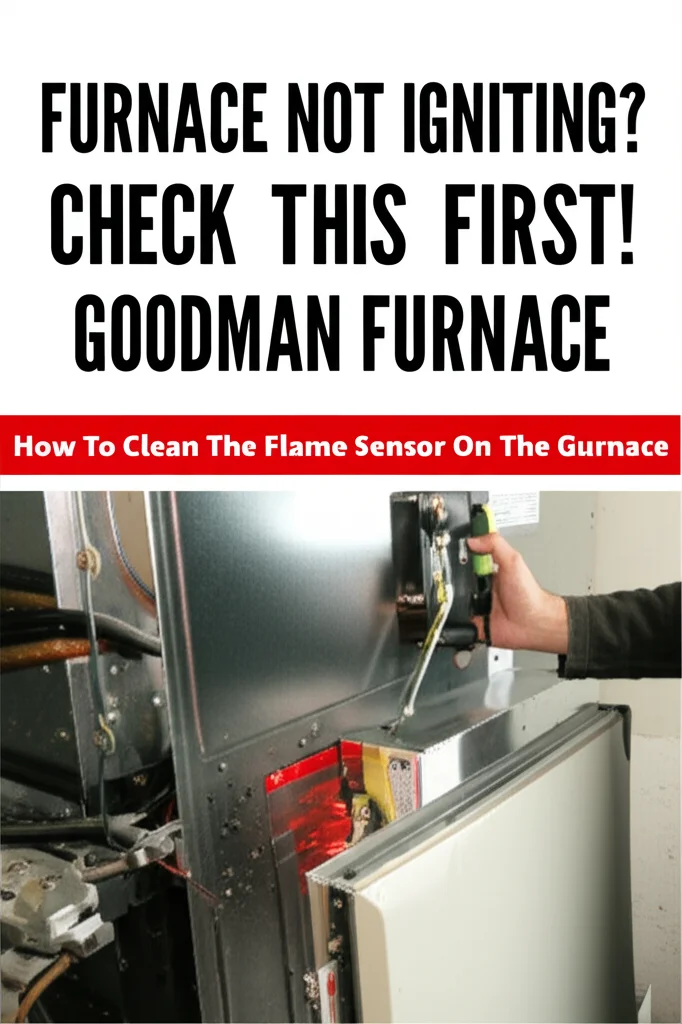 FURNACE NOT IGNITING?
CHECK THIS FIRST!
GOODMAN FURNACE
How To Clean The Flame Sensor On The Gurnace